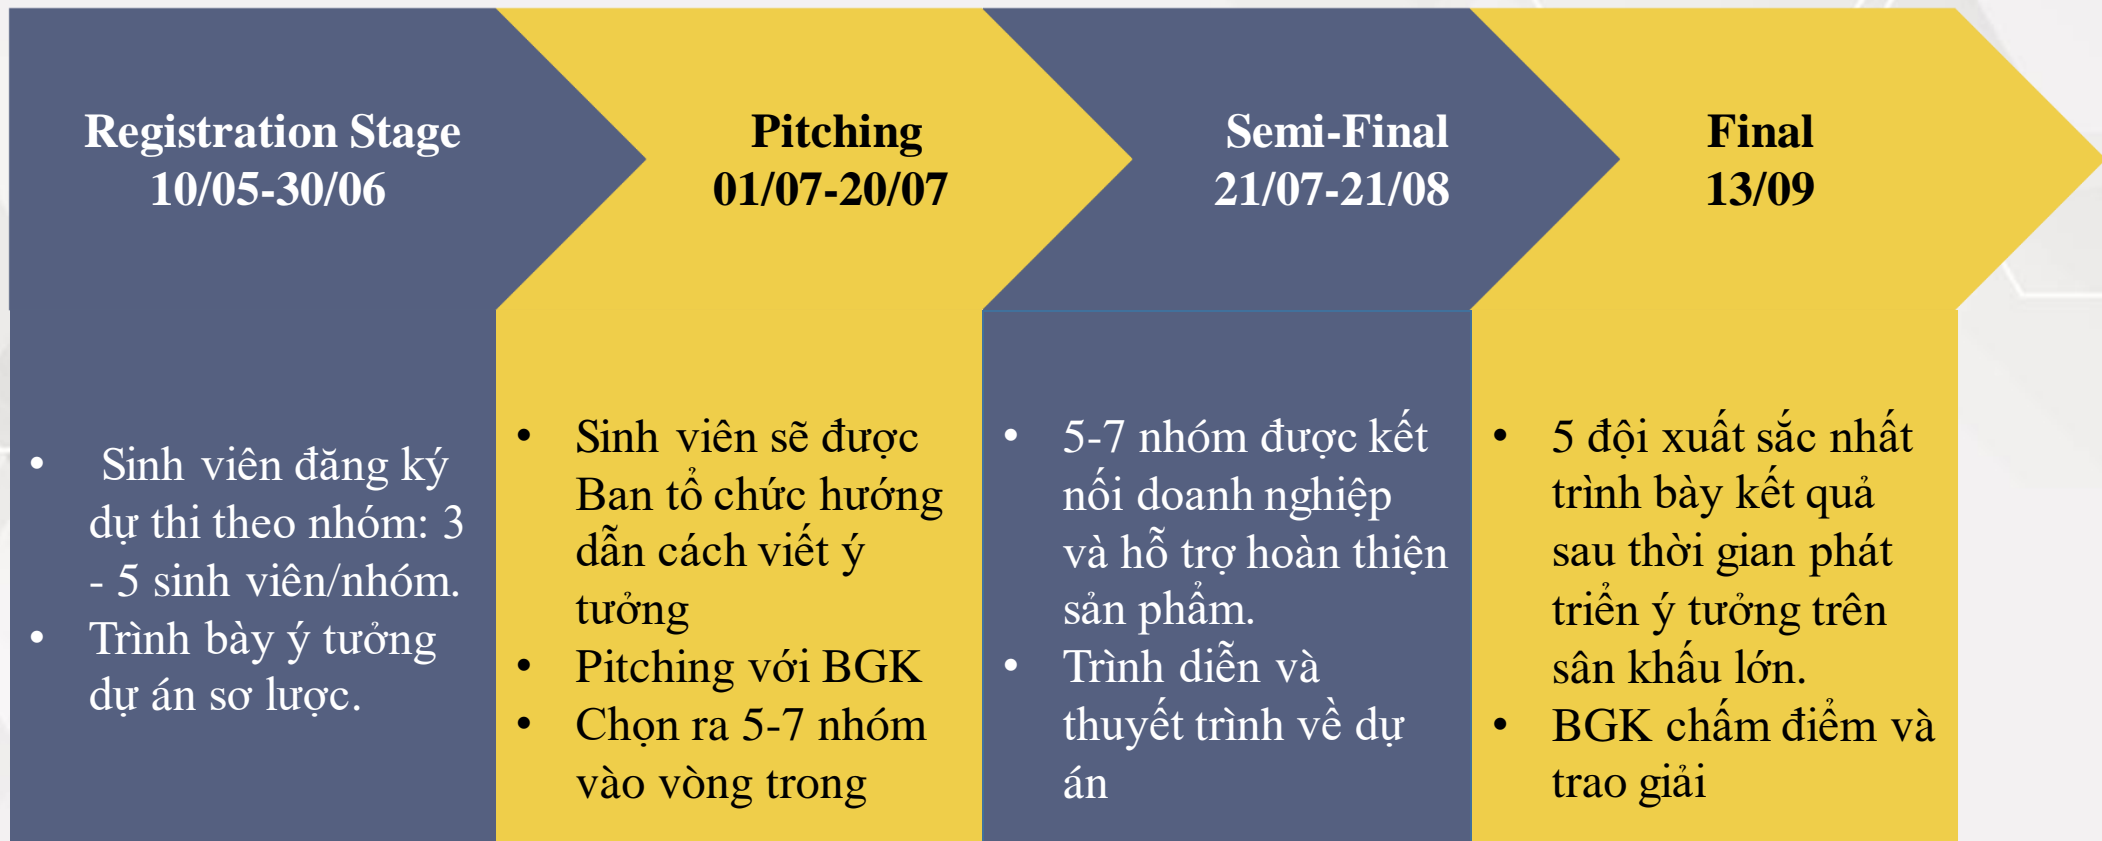 Registration Stage
10/05-30/06
Pitching
01/07-20/07
Semi-Final
21/07-21/08
Final
13/09
• Sinh viên đăng ký
dự thi theo nhóm: 3
- 5 sinh viên/nhóm.
• Trình bày ý tưởng
dự án sơ lược.
• Sinh viên sẽ được
Ban tổ chức hướng
dẫn cách viết ý
tưởng
• Pitching với BGK
• Chọn ra 5-7 nhóm
vào vòng trong
• 5-7 nhóm được kết
nối doanh nghiệp
và hỗ trợ hoàn thiện
sản phẩm.
• Trình diễn và
thuyết trình về dự
án
• 5 đội xuất sắc nhất
trình bày kết quả
sau thời gian phát
triển ý tưởng trên
sân khấu lớn.
• BGK chấm điểm và
trao giải